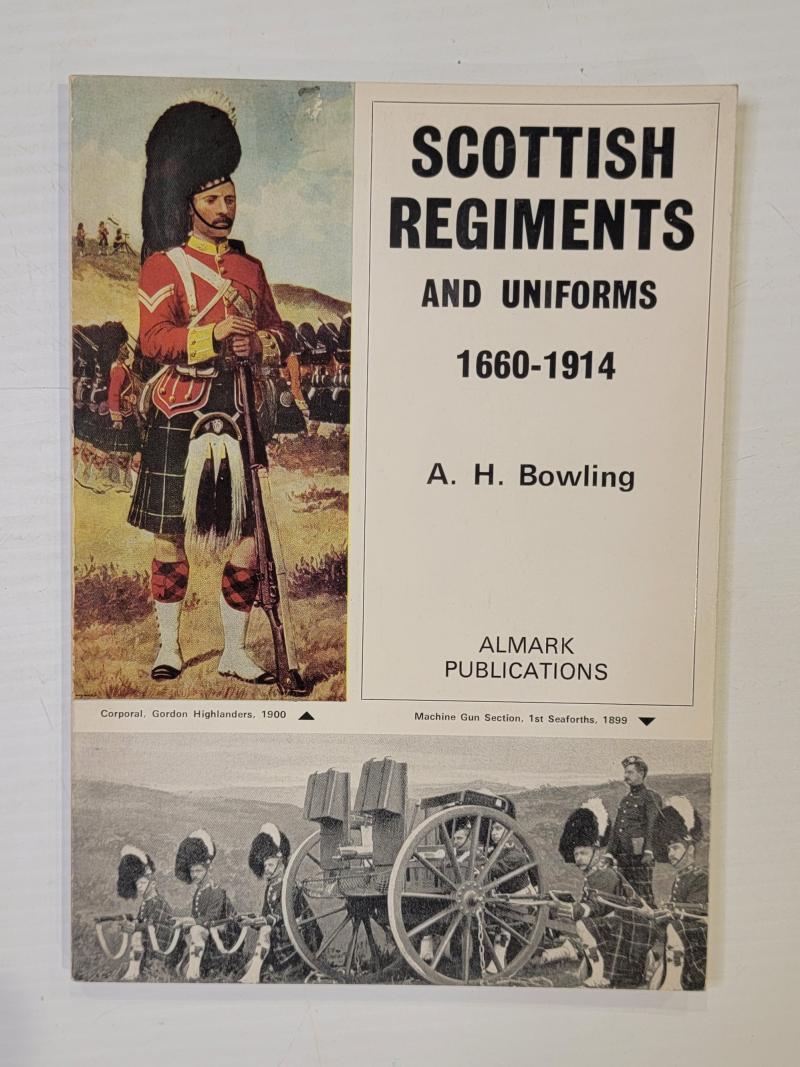 SCOTTISH
REGIMENTS
AND UNIFORMS
1660-1914
A. H. Bowling
ALMARK
PUBLICATIONS
Corporal, Gordon Highlanders, 1900 ▲
Machine Gun Section, 1st Seaforths, 1899 ▼